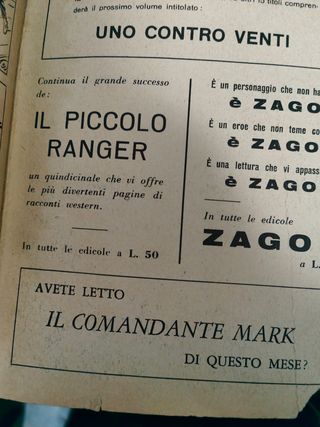 derà il prossimo volume intitolato :
UNO CONTRO VENTI
Continua il grande successo
de:
IL PICCOLO
RANGER
un quindicinale che vi offre
le più divertenti pagine di
racconti western.
In tutte le edicole a L. 50
È un personaggio che non ha
è ZAGO
È un eroe che non teme co
è ZAGO
È una lettura che vi appass
è ZAGO
In tutte le edicole
ZAGO
a L.
AVETE LETTO
IL COMANDANTE MARK
DI QUESTO MESE?